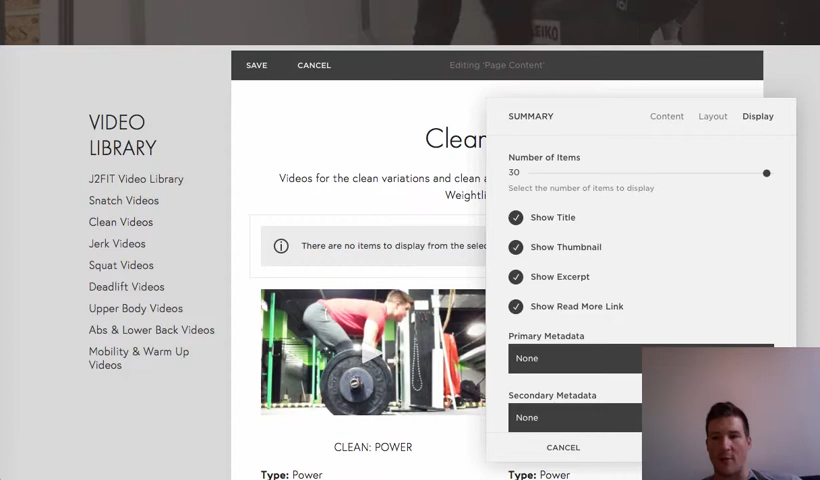 LEIKO
SAVE
CANCEL
Editing 'Page Content'
VIDEO
LIBRARY
J2FIT Video Library
Snatch Videos
Clean Videos
Jerk Videos
Squat Videos
Deadlift Videos
Upper Body Videos
Abs & Lower Back Videos
Mobility & Warm Up
Videos
Clean
Videos for the clean variations and clean a
Weightli
There are no items to display from the selec
CLEAN: POWER
Type: Power
Type: Power
SUMMARY
Content
Layout
Display
Number of Items
30
Select the number of items to display
Show Title
Show Thumbnail
Show Excerpt
Show Read More Link
Primary Metadata
None
Secondary Metadata
None
CANCEL